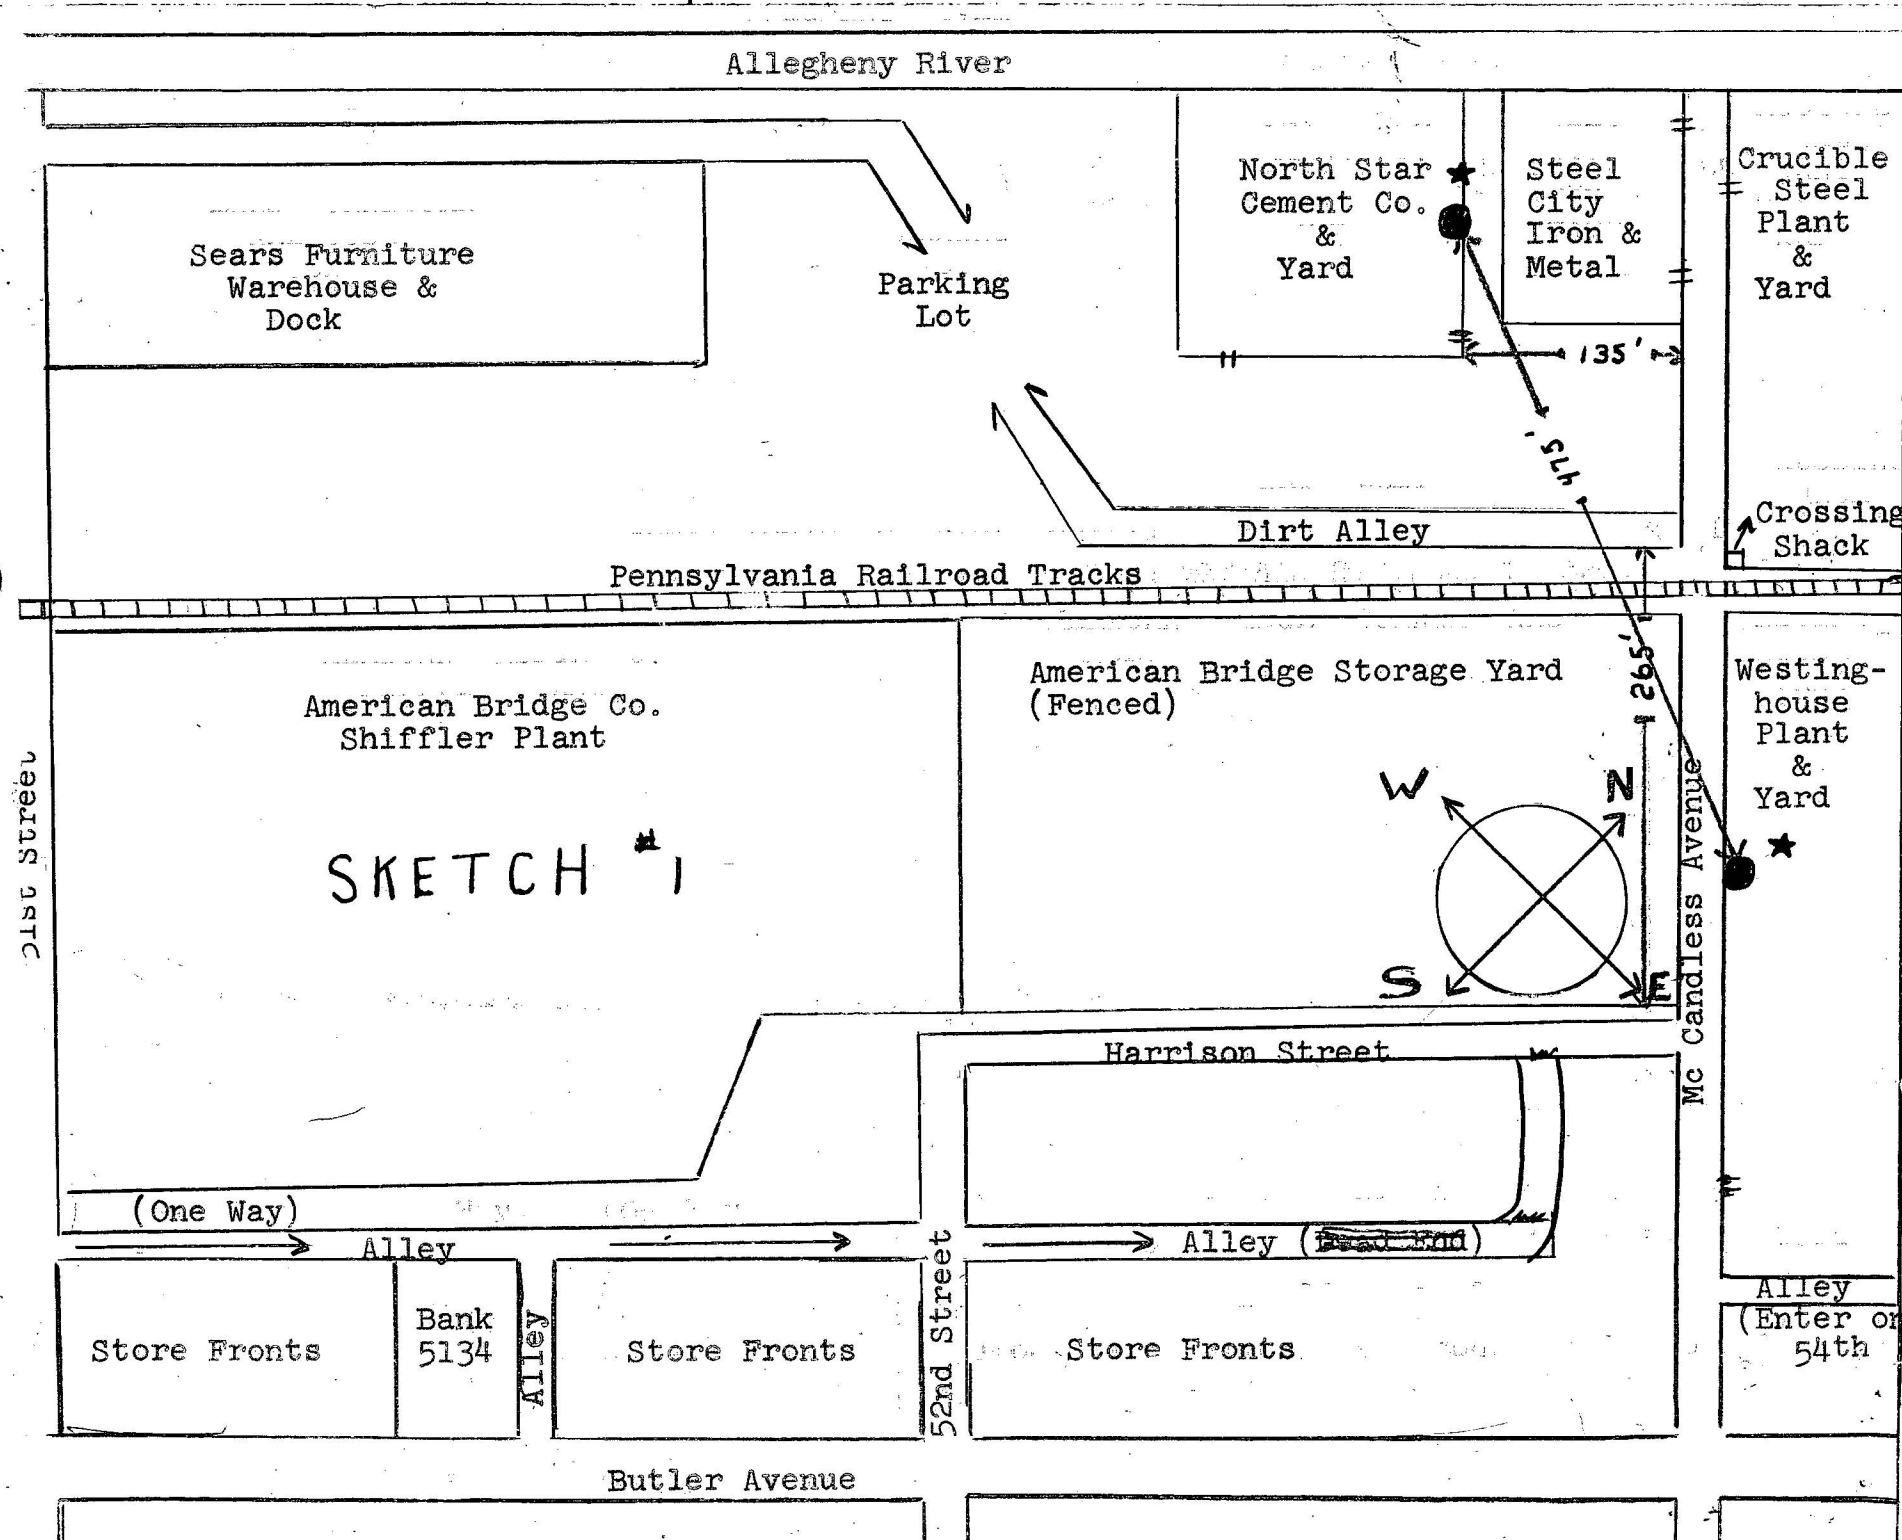 Allegheny River
Sears Furniture
Warehouse &
Dock
Parking
Lot
North Star
Cement Co.
&
Yard
Steel
City
Iron &
Metal
Crucible
Steel
Plant
&
Yard
135'
475'
Dirt Alley
Crossing
Shack
Pennsylvania Railroad Tracks
American Bridge Co.
Shiffler Plant
American Bridge Storage Yard
(Fenced)
265'
Westing-
house
Plant
&
Yard
SKETCH #1
W
N
S
E
Street
Mc Candless Avenue
Harrison Street
(One Way)
Alley
Alley (Dead End)
Store Fronts
Bank
5134
Alley
Store Fronts
52nd Street
Store Fronts
Alley
(Enter on
54th
Butler Avenue